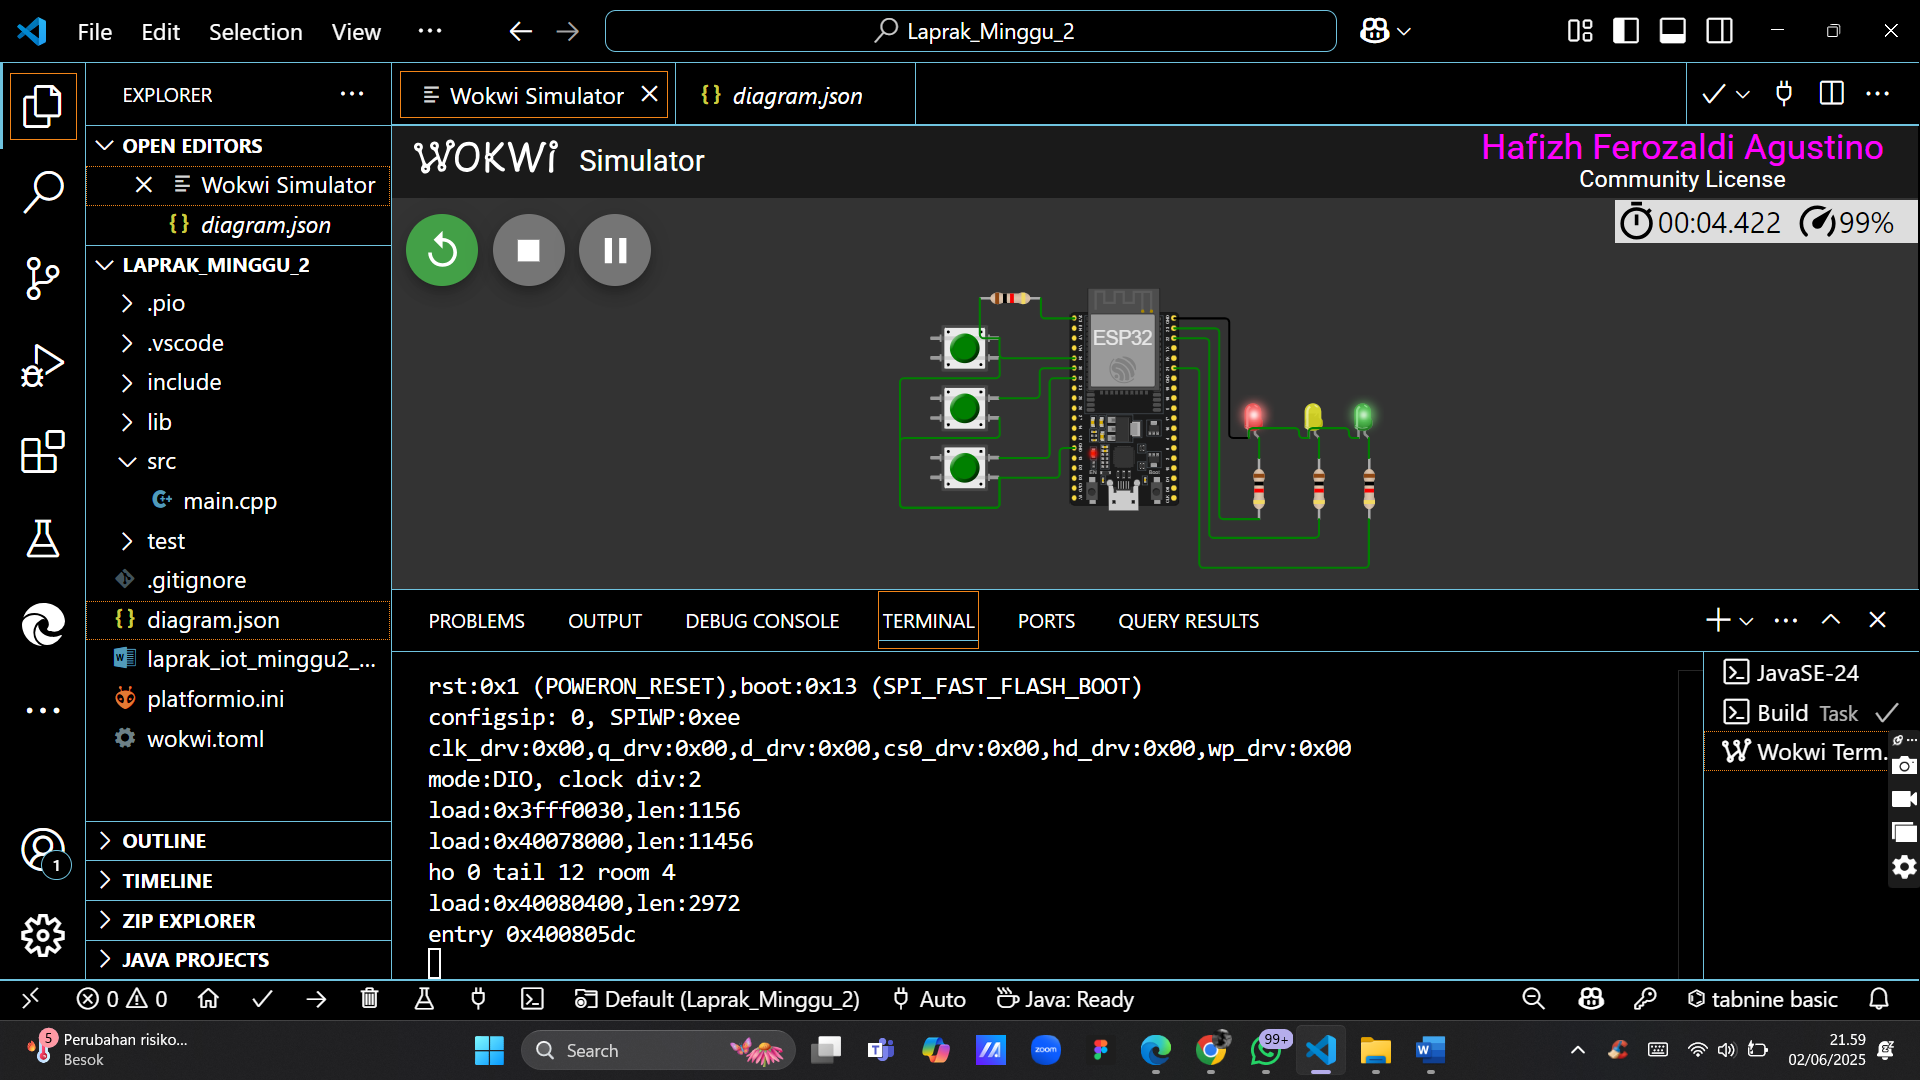 File Edit Selection View ··· Laprak_Minggu_2
EXPLORER ···
OPEN EDITORS
Wokwi Simulator
{} diagram.json
LAPRAK_MINGGU_2
.pio
.vscode
include
lib
src
main.cpp
test
.gitignore
{} diagram.json
laprak_iot_minggu2_...
platformio.ini
wokwi.toml
OUTLINE
TIMELINE
ZIP EXPLORER
JAVA PROJECTS
1
Wokwi Simulator
{} diagram.json
WOKWi Simulator
Hafizh Ferozaldi Agustino
Community License
00:04.422 99%
ESP32
EN Boot
PROBLEMS OUTPUT DEBUG CONSOLE TERMINAL PORTS QUERY RESULTS
rst:0x1 (POWERON_RESET),boot:0x13 (SPI_FAST_FLASH_BOOT)
configsip: 0, SPIWP:0xee
clk_drv:0x00,q_drv:0x00,d_drv:0x00,cs0_drv:0x00,hd_drv:0x00,wp_drv:0x00
mode:DIO, clock div:2
load:0x3fff0030,len:1156
load:0x40078000,len:11456
ho 0 tail 12 room 4
load:0x40080400,len:2972
entry 0x400805dc
JavaSE-24
Build Task
Wokwi Term...
0 0 Default (Laprak_Minggu_2) Auto Java: Ready tabnine basic
5 Perubahan risiko...
Besok
Search
zoom
99+
21.59
02/06/2025